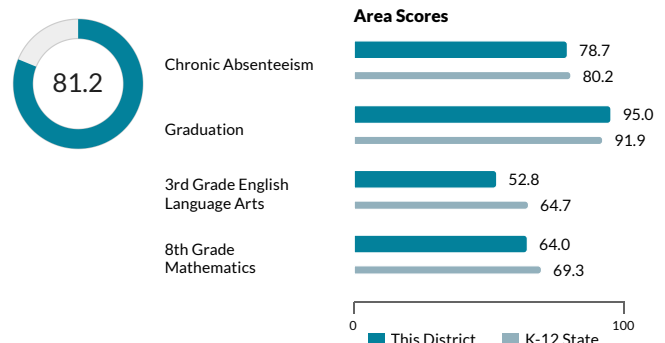 Area Scores
81.2
Chronic Absenteeism
78.7
80.2
Graduation
95.0
91.9
3rd Grade English
Language Arts
52.8
64.7
8th Grade
Mathematics
64.0
69.3
0
100
This District
K-12 State